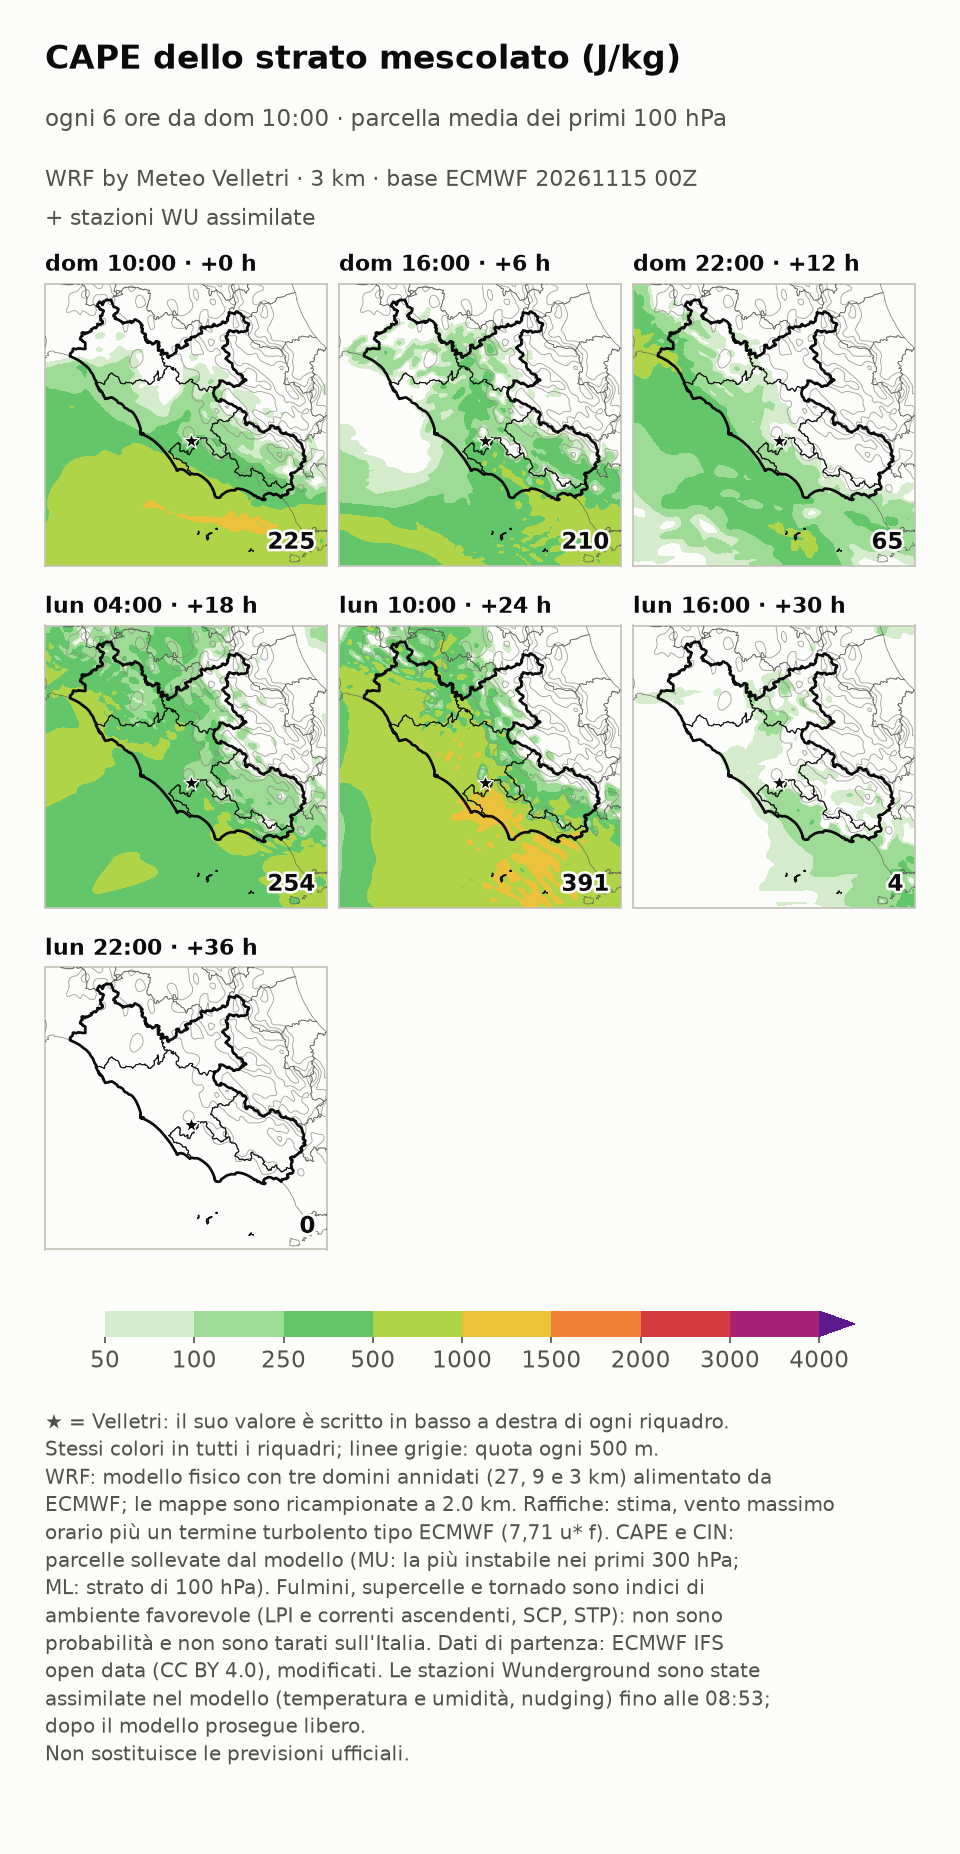 CAPE dello strato mescolato (J/kg)
ogni 6 ore da dom 10:00 · parcella media dei primi 100 hPa
WRF by Meteo Velletri · 3 km · base ECMWF 20261115 00Z
+ stazioni WU assimilate
dom 10:00 · +0 h
dom 16:00 · +6 h
dom 22:00 · +12 h
225
210
65
lun 04:00 · +18 h
lun 10:00 · +24 h
lun 16:00 · +30 h
254
391
4
lun 22:00 · +36 h
0
50 100 250 500 1000 1500 2000 3000 4000
★ = Velletri: il suo valore è scritto in basso a destra di ogni riquadro.
Stessi colori in tutti i riquadri; linee grigie: quota ogni 500 m.
WRF: modello fisico con tre domini annidati (27, 9 e 3 km) alimentato da
ECMWF; le mappe sono ricampionate a 2.0 km. Raffiche: stima, vento massimo
orario più un termine turbolento tipo ECMWF (7,71 u* f). CAPE e CIN:
parcelle sollevate dal modello (MU: la più instabile nei primi 300 hPa;
ML: strato di 100 hPa). Fulmini, supercelle e tornado sono indici di
ambiente favorevole (LPI e correnti ascendenti, SCP, STP): non sono
probabilità e non sono tarati sull'Italia. Dati di partenza: ECMWF IFS
open data (CC BY 4.0), modificati. Le stazioni Wunderground sono state
assimilate nel modello (temperatura e umidità, nudging) fino alle 08:53;
dopo il modello prosegue libero.
Non sostituisce le previsioni ufficiali.